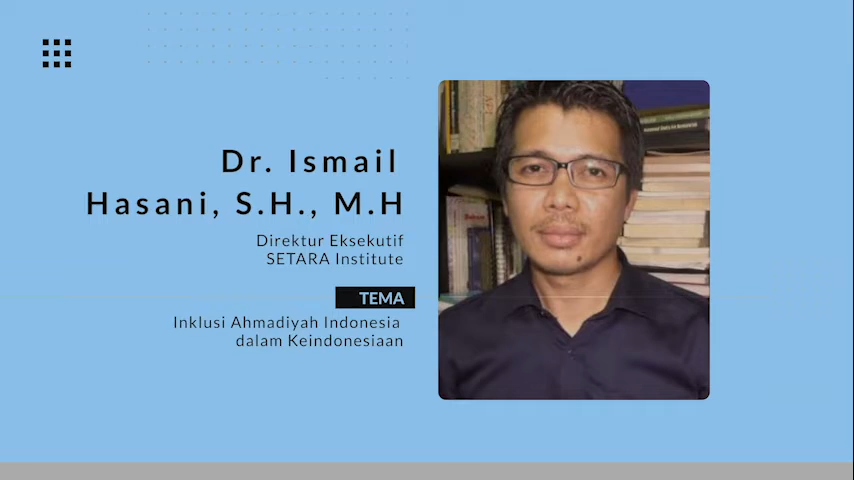 Dr. Ismail
Hasani, S.H., M.H
Direktur Eksekutif
SETARA Institute
TEMA
Inklusi Ahmadiyah Indonesia
dalam Keindonesiaan